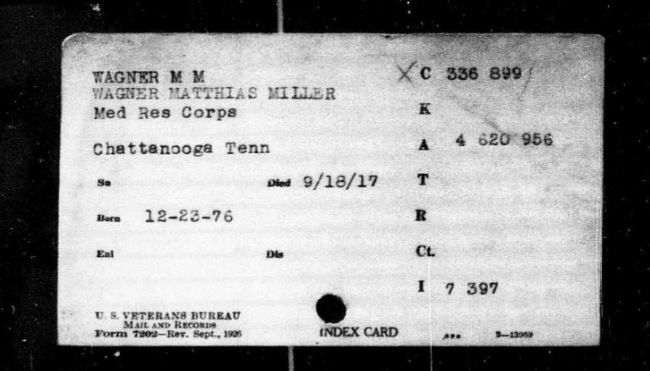 WAGNER M M
WAGNER MATTHIAS MILLER
Med Res Corps
Chattanooga Tenn
Sn Died 9/18/17
Born 12-23-76
Enl Dis
U. S. VETERANS BUREAU
MAIL AND RECORDS
Form 7202—Rev. Sept., 1926
INDEX CARD
X C 336 899
K
A 4 620 956
T
R
Ct.
I 7 397